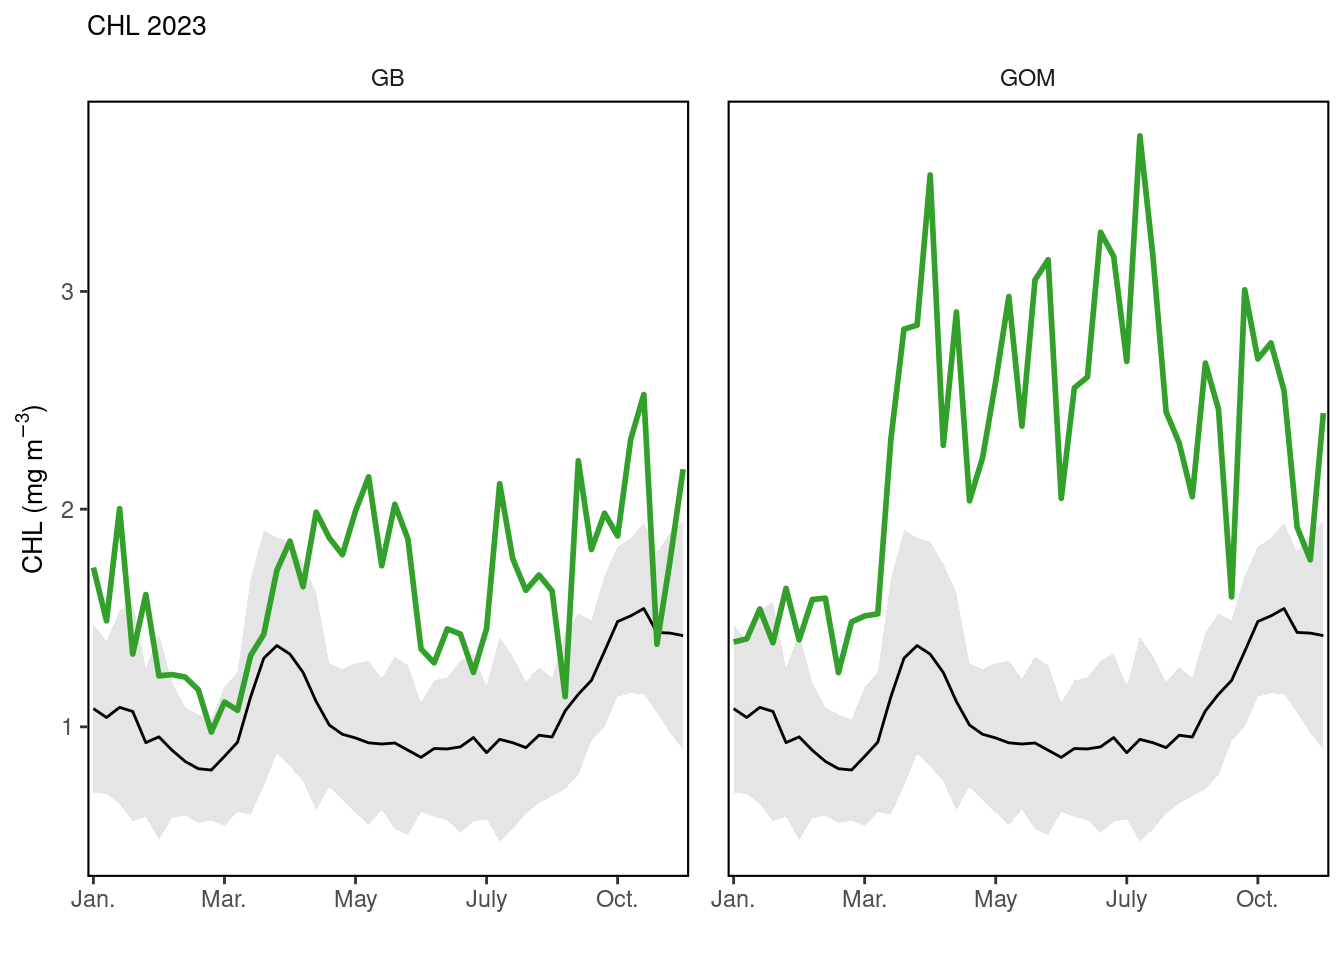 CHL 2023
GB
GOM
CHL (mg m⁻³)
3
2
1
Jan. Mar. May July Oct.
Jan. Mar. May July Oct.